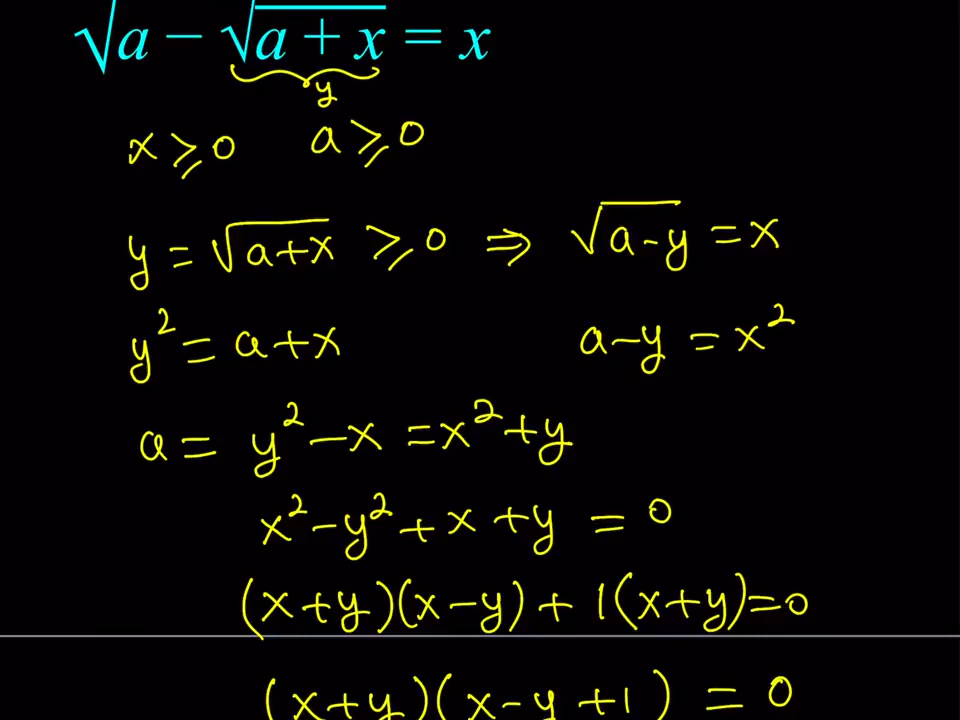 √a − √(a + x) = x
y
x ⩾ 0 a ⩾ 0
y = √(a+x) ⩾ 0 ⇒ √(a−y) = x
y² = a+x a−y = x²
a = y² − x = x² + y
x² − y² + x + y = 0
(x+y)(x−y) + 1(x+y) = 0
(x+y)(x−y+1) = 0